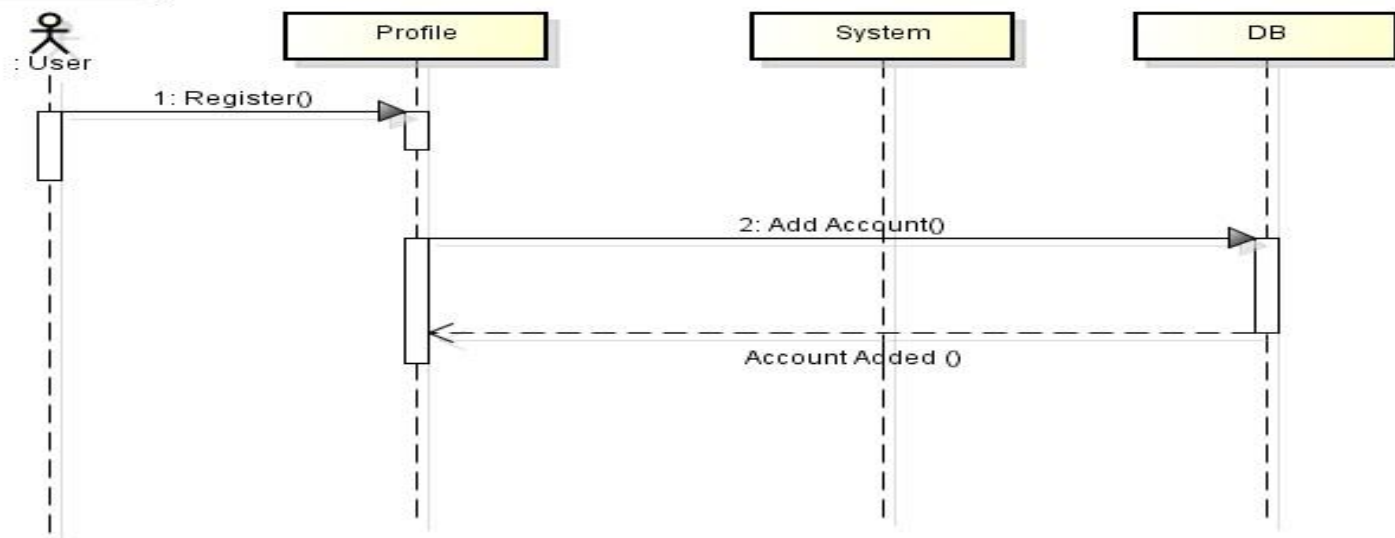 Profile
System
DB
: User
1: Register()
2: Add Account()
Account Added ()